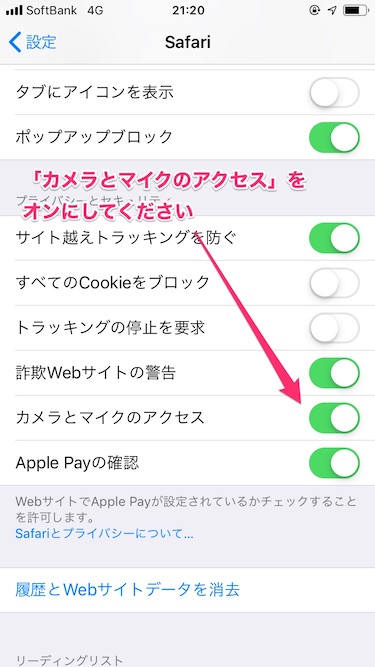 SoftBank 4G 21:20
設定 Safari
タブにアイコンを表示
ポップアップブロック
「カメラとマイクのアクセス」を
プライバシーとセキュリティ
オンにしてください
サイト越えトラッキングを防ぐ
すべてのCookieをブロック
トラッキングの停止を要求
詐欺Webサイトの警告
カメラとマイクのアクセス
Apple Payの確認
WebサイトでApple Payが設定されているかチェックすること
を許可します。
Safariとプライバシーについて...
履歴とWebサイトデータを消去
リーディングリスト